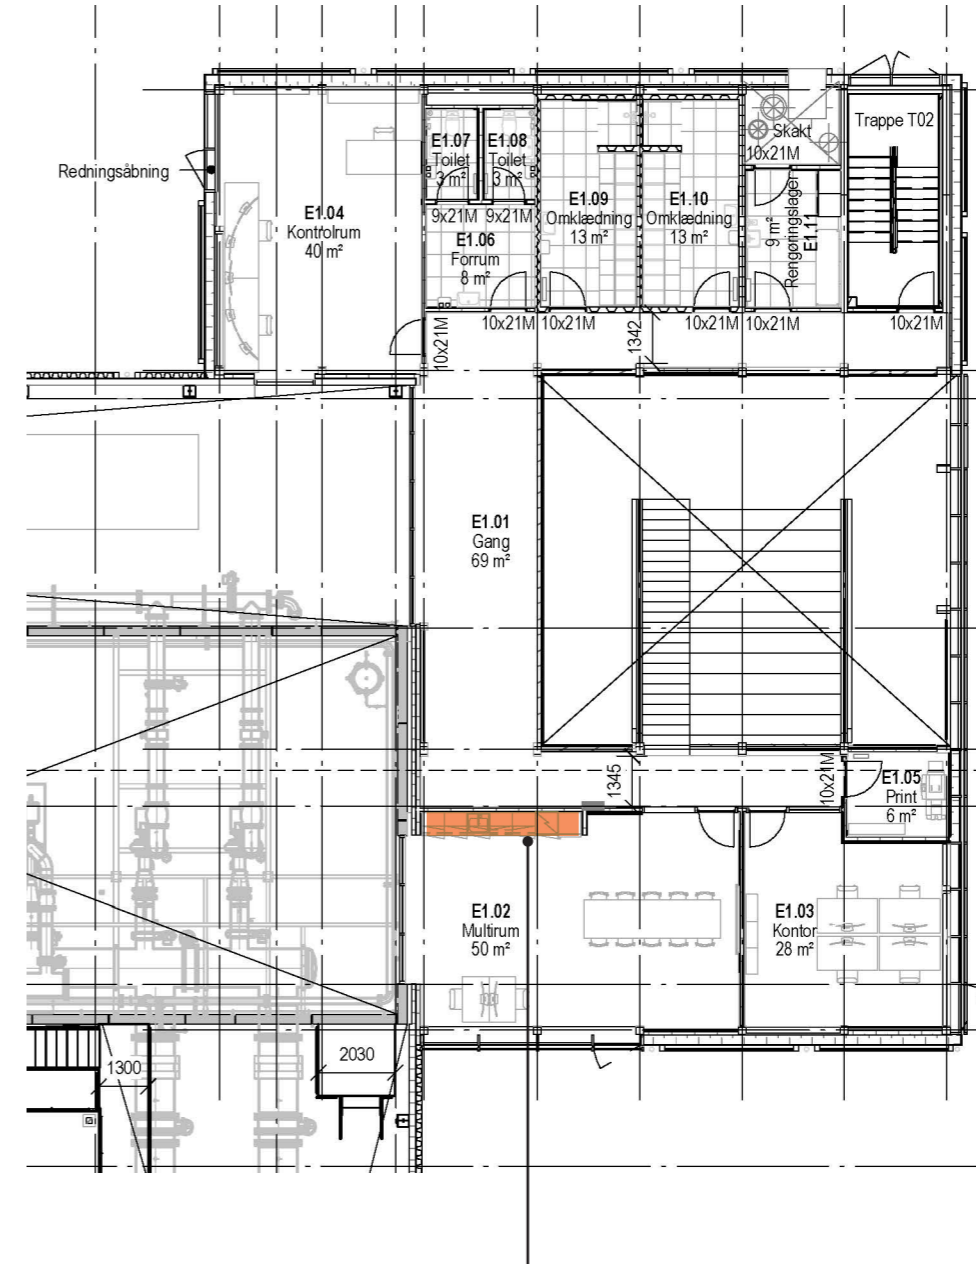 Trappe T02
Skakt
10x21M
E1.07
Toilet
3 m²
E1.08
Toilet
3 m²
Redningsåbning
E1.04
Kontrolrum
40 m²
9x21M
9x21M
E1.09
Omklædning
13 m²
E1.10
Omklædning
13 m²
E1.11
Rengøringslager
9 m²
E1.06
Forrum
8 m²
10x21M
10x21M
10x21M
10x21M
10x21M
10x21M
1342
E1.01
Gang
69 m²
1345
10x21M
E1.05
Print
6 m²
E1.02
Multirum
50 m²
E1.03
Kontor
28 m²
1300
2030